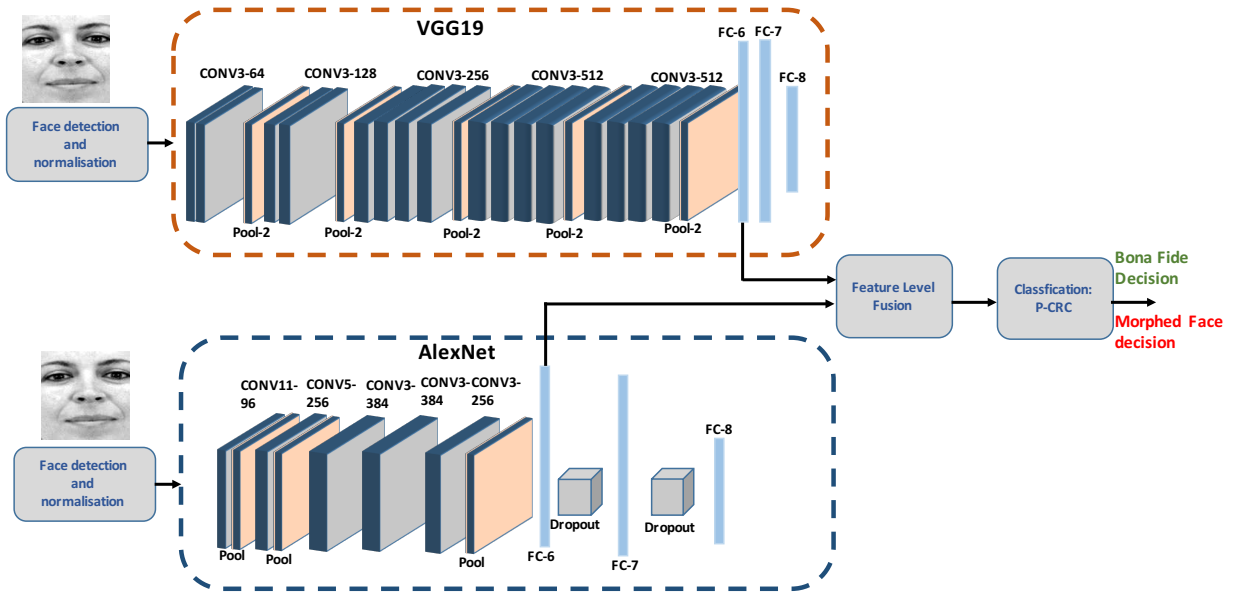 VGG19
FC-6
FC-7
FC-8
CONV3-64
CONV3-128
CONV3-256
CONV3-512
CONV3-512
Face detection
and
normalisation
Pool-2
Pool-2
Pool-2
Pool-2
Pool-2
Feature Level
Fusion
Classfication:
P-CRC
Bona Fide
Decision
Morphed Face
decision
AlexNet
CONV11-
96
CONV5-
256
CONV3-
384
CONV3-
384
CONV3-
256
Face detection
and
normalisation
FC-8
Dropout
Dropout
Pool
Pool
Pool
FC-6
FC-7